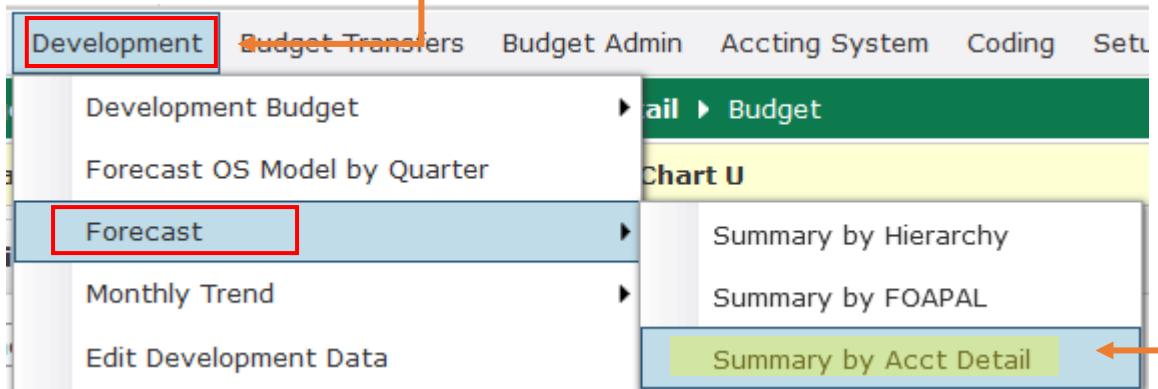 Development Budget Transfers Budget Admin Accting System Coding
Development Budget
ail ▸ Budget
Forecast OS Model by Quarter
Chart U
Forecast
Summary by Hierarchy
Monthly Trend
Summary by FOAPAL
Edit Development Data
Summary by Acct Detail